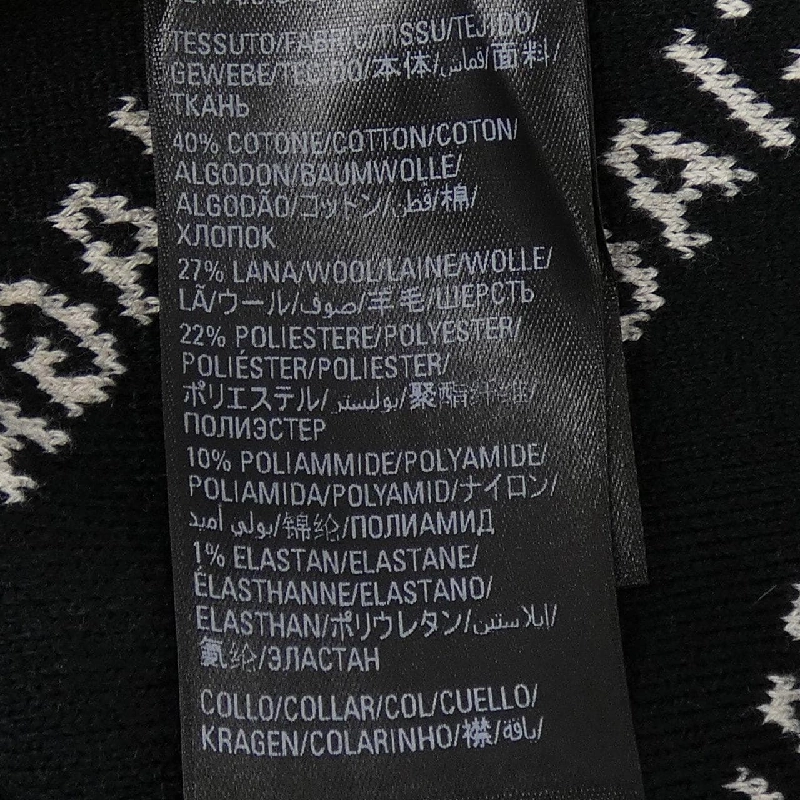 TESSUTO/FABRIC/TISSU/TEJIDO/
GEWEBE/TECIDO/本体/قماش/面料/
ТКАНЬ
40% COTONE/COTTON/COTON/
ALGODON/BAUMWOLLE/
ALGODÃO/コットン/قطن/棉/
ХЛОПОК
27% LANA/WOOL/LAINE/WOLLE/
LÃ/ウール/صوف/羊毛/ШЕРСТЬ
22% POLIESTERE/POLYESTER/
POLIÉSTER/POLIESTER/
ポリエステル/بوليستر/聚酯纤维/
ПОЛИЭСТЕР
10% POLIAMMIDE/POLYAMIDE/
POLIAMIDA/POLYAMID/ナイロン/
بولي أميد/锦纶/ПОЛИАМИД
1% ELASTAN/ELASTANE/
ÉLASTHANNE/ELASTANO/
ELASTHAN/ポリウレタン/إيلاستين/
氨纶/ЭЛАСТАН
COLLO/COLLAR/COL/CUELLO/
KRAGEN/COLARINHO/襟/ياقة/